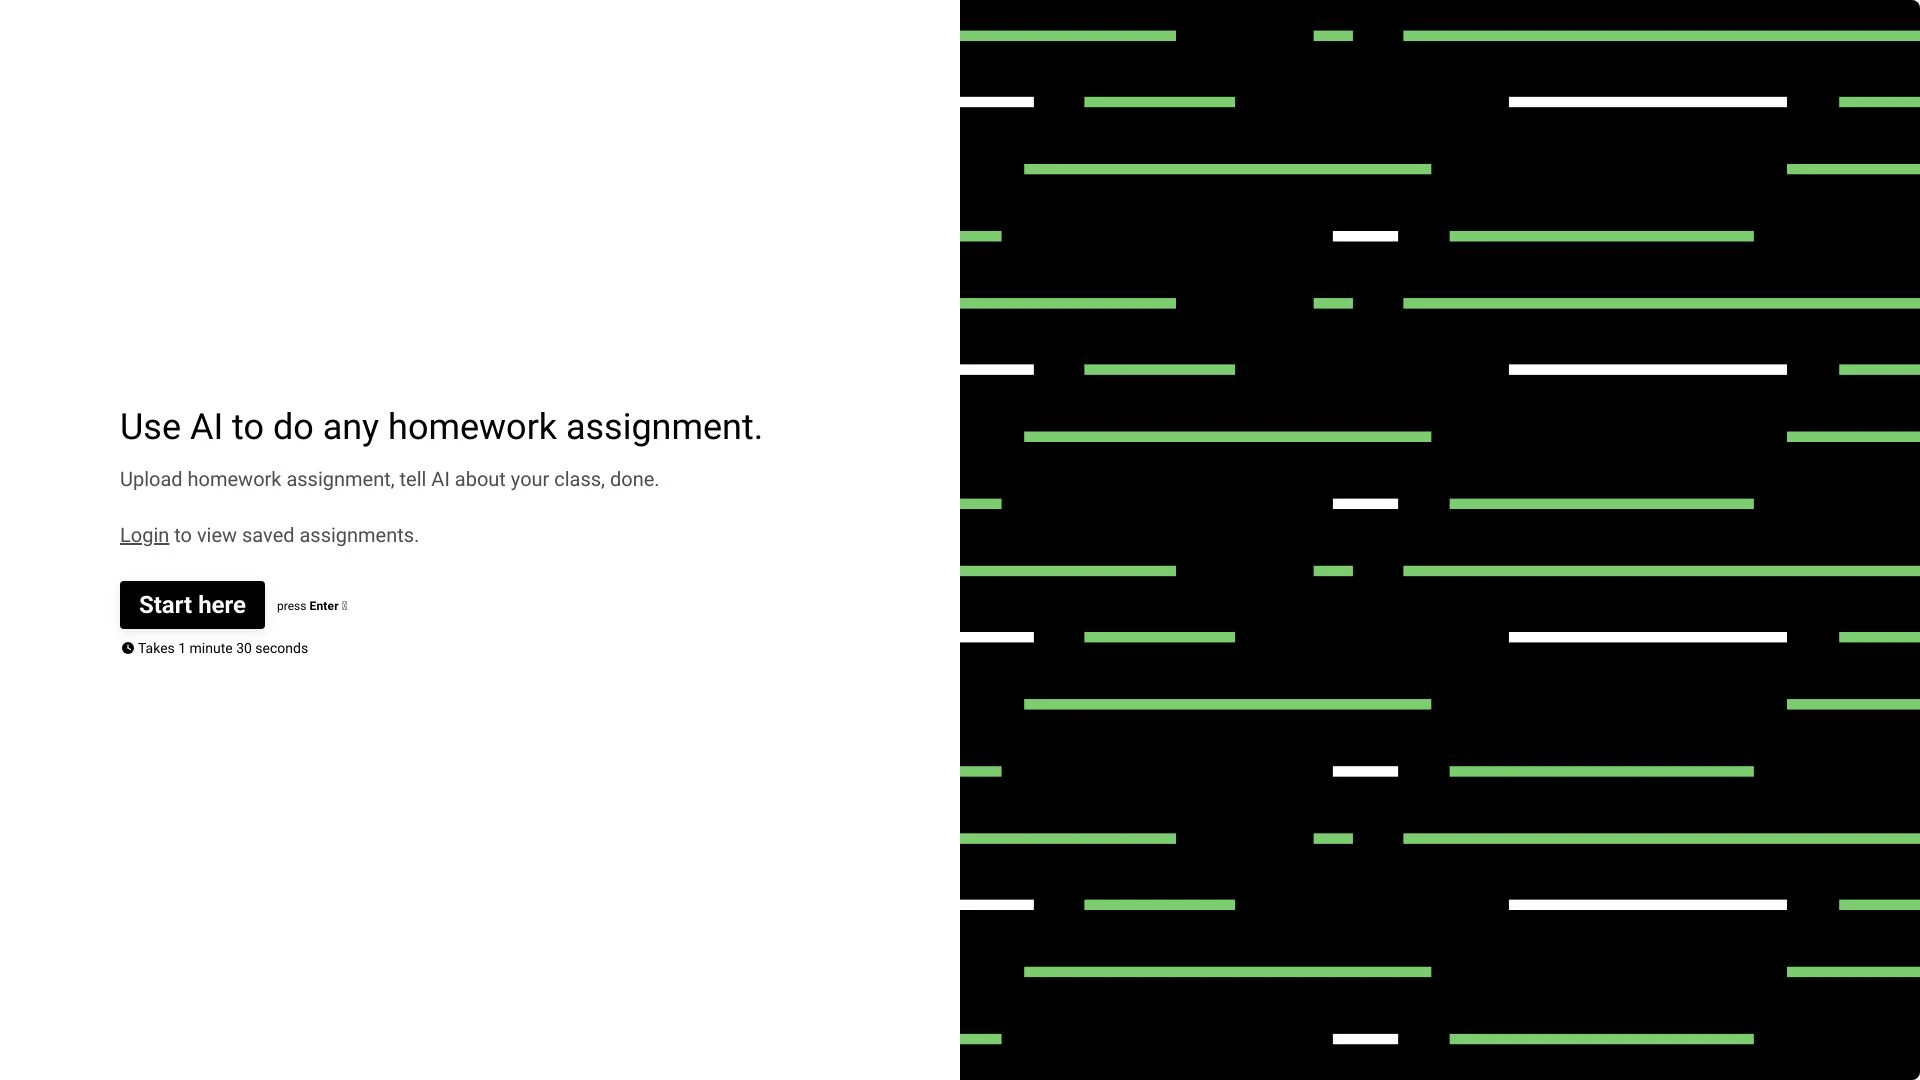 Use AI to do any homework assignment.
Upload homework assignment, tell AI about your class, done.
Login to view saved assignments.
Start here
press Enter
Takes 1 minute 30 seconds